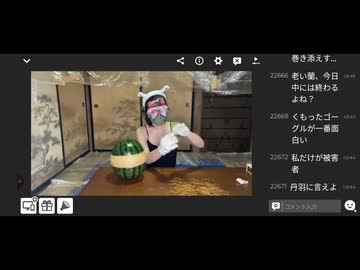 巻き添えす...
22666 老い蘭、今日
中には終わる
よね？
22668 くもったゴー
グルが一番面
白い
22672 私だけが被害
者
22671 丹羽に言えよ
コメント入力